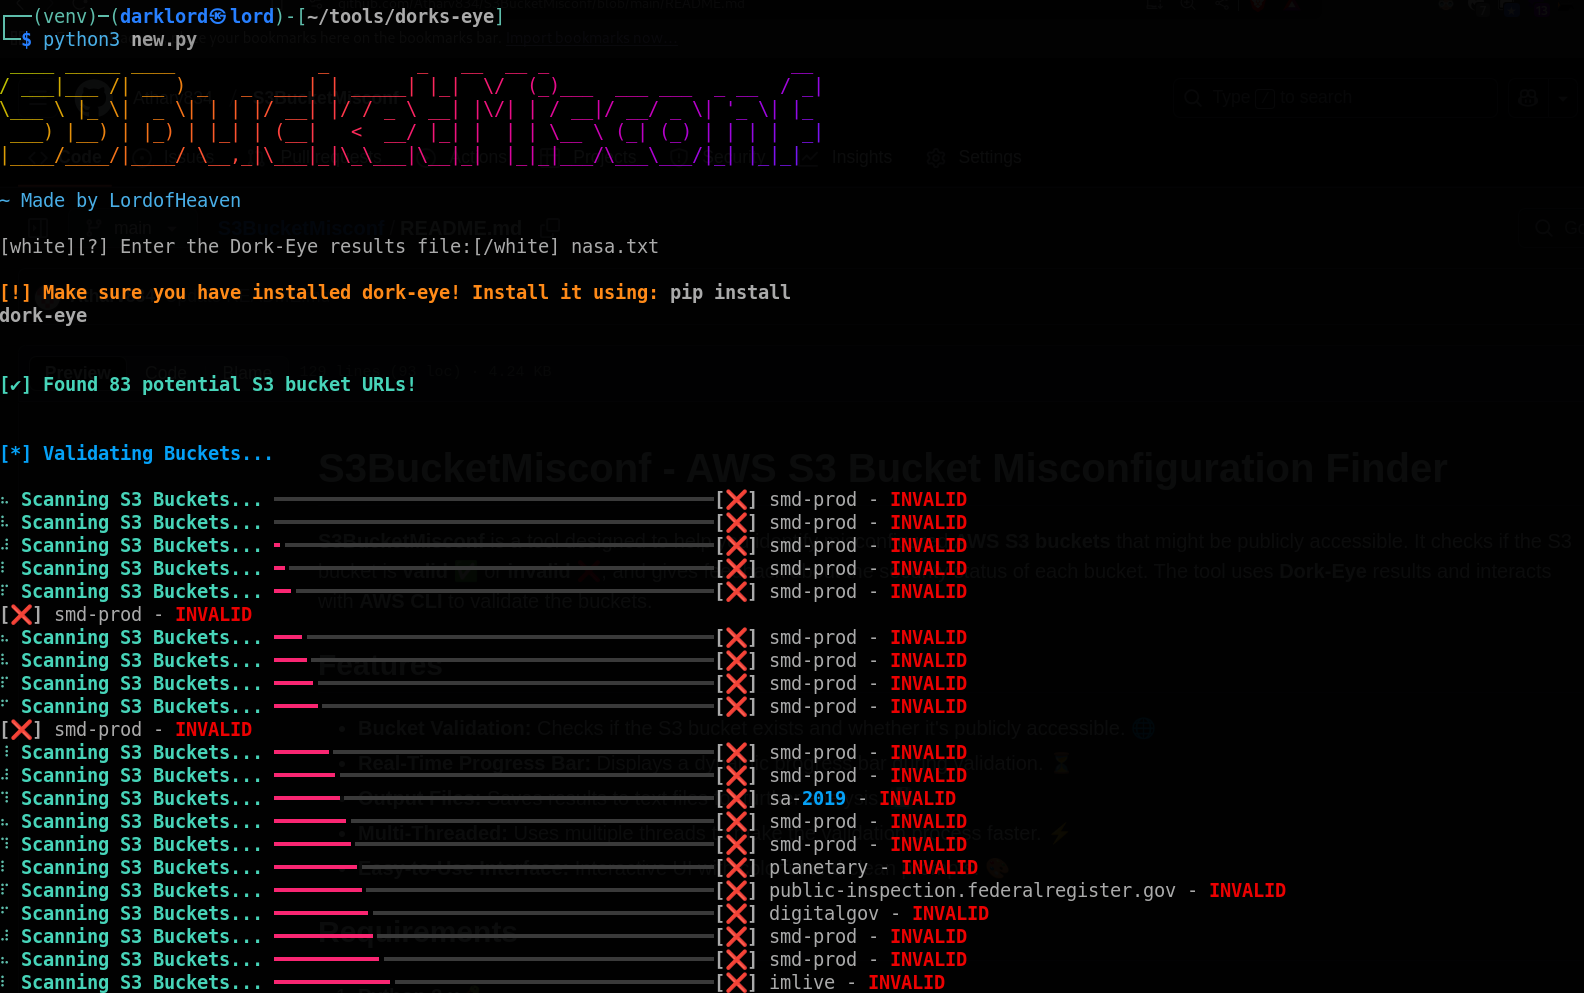 (venv)-(darklord㉿lord)-[~/tools/dorks-eye]
$ python3 new.py
S3BucketMisconf
~ Made by LordofHeaven
[white][?] Enter the Dork-Eye results file:[/white] nasa.txt
[!] Make sure you have installed dork-eye! Install it using: pip install
dork-eye
[✔] Found 83 potential S3 bucket URLs!
[*] Validating Buckets...
S3BucketMisconf - AWS S3 Bucket Misconfiguration Finder
Scanning S3 Buckets... [❌] smd-prod - INVALID
Scanning S3 Buckets... [❌] smd-prod - INVALID
Scanning S3 Buckets... [❌] smd-prod - INVALID
Scanning S3 Buckets... [❌] smd-prod - INVALID
Scanning S3 Buckets... [❌] smd-prod - INVALID
[❌] smd-prod - INVALID
Scanning S3 Buckets... [❌] smd-prod - INVALID
Scanning S3 Buckets... [❌] smd-prod - INVALID
Scanning S3 Buckets... [❌] smd-prod - INVALID
Scanning S3 Buckets... [❌] smd-prod - INVALID
[❌] smd-prod - INVALID
Scanning S3 Buckets... [❌] smd-prod - INVALID
Scanning S3 Buckets... [❌] smd-prod - INVALID
Scanning S3 Buckets... [❌] sa-2019 - INVALID
Scanning S3 Buckets... [❌] smd-prod - INVALID
Scanning S3 Buckets... [❌] smd-prod - INVALID
Scanning S3 Buckets... [❌] planetary - INVALID
Scanning S3 Buckets... [❌] public-inspection.federalregister.gov - INVALID
Scanning S3 Buckets... [❌] digitalgov - INVALID
Scanning S3 Buckets... [❌] smd-prod - INVALID
Scanning S3 Buckets... [❌] smd-prod - INVALID
Scanning S3 Buckets... [❌] imlive - INVALID